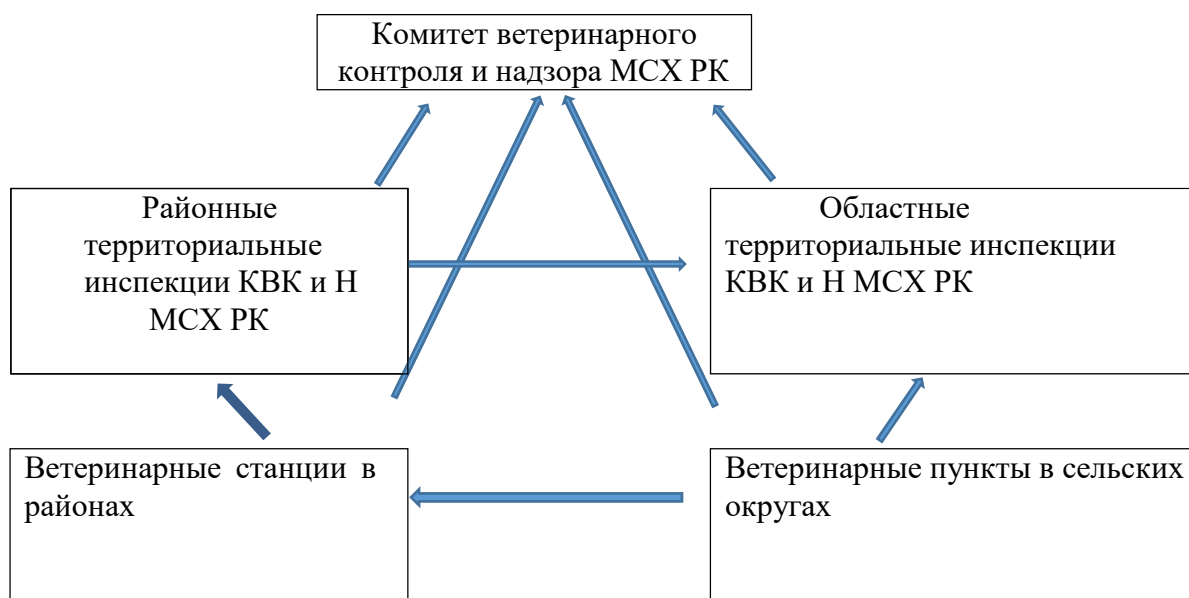 Комитет ветеринарного
контроля и надзора МСХ РК
Районные
территориальные
инспекции КВК и Н
МСХ РК
Областные
территориальные инспекции
КВК и Н МСХ РК
Ветеринарные станции в
районах
Ветеринарные пункты в сельских
округах